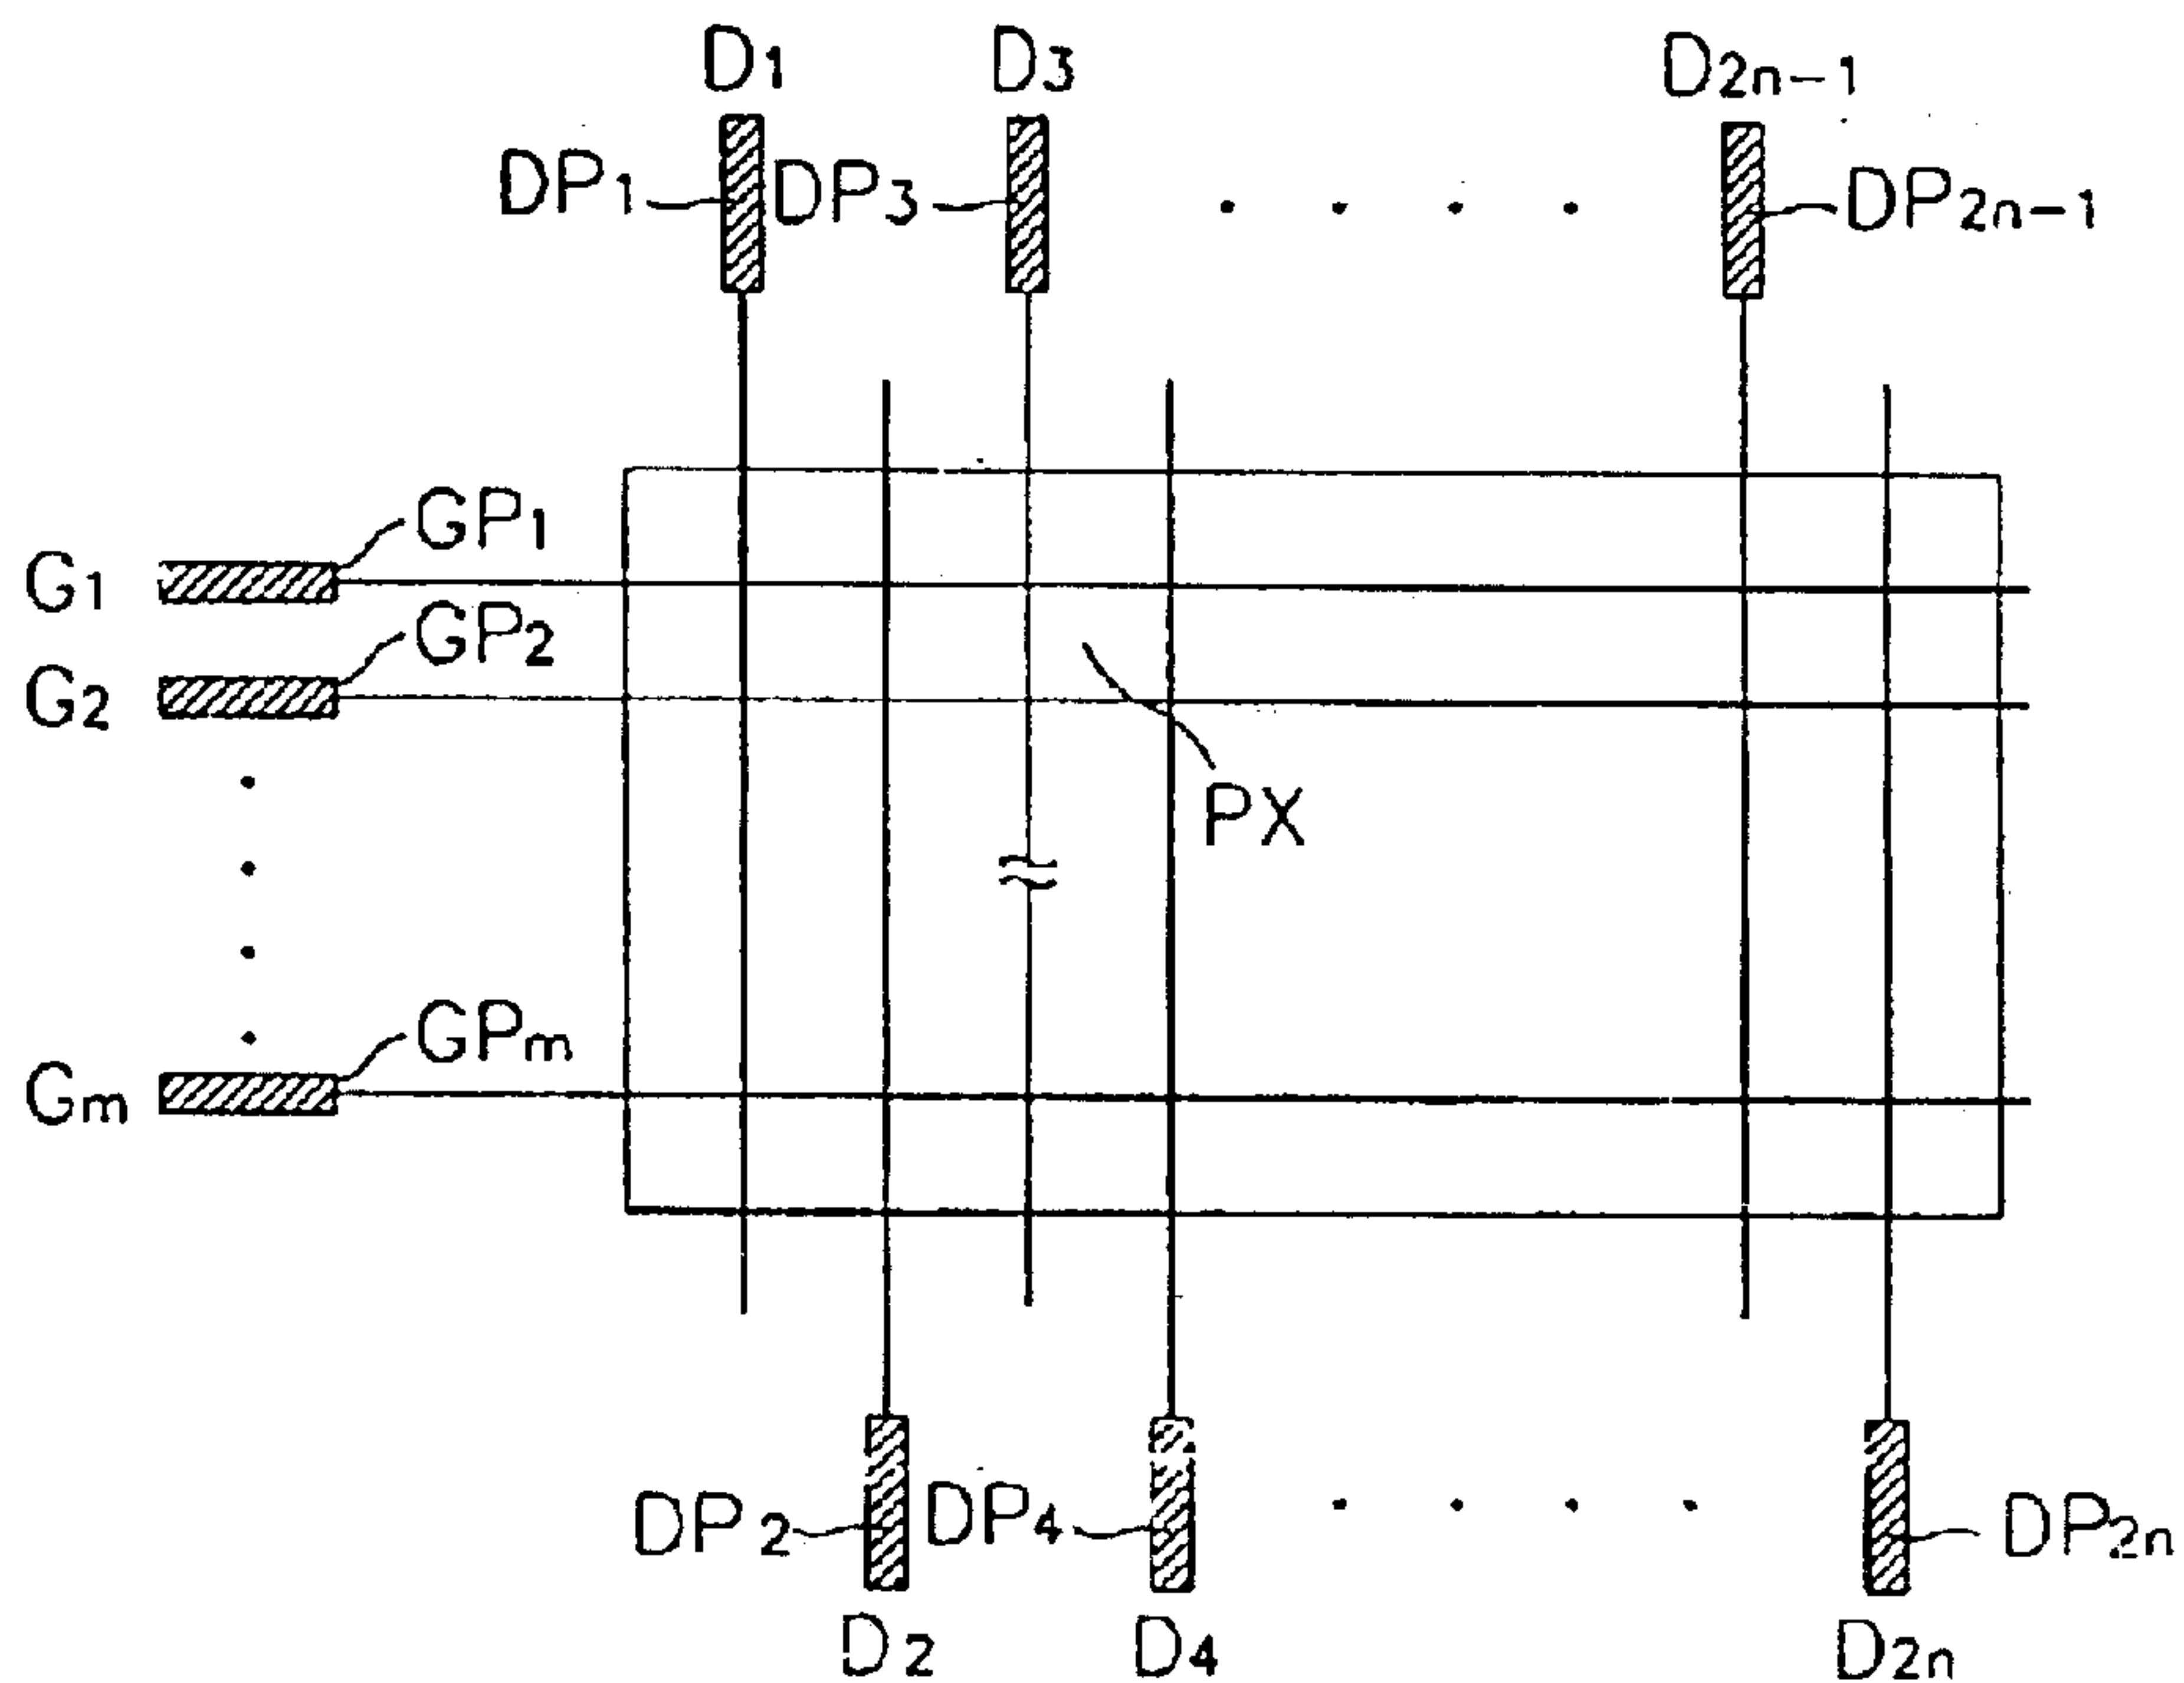 D1 D3 D2n-1
DP1 DP3 DP2n-1
GP1
G1
GP2
G2
PX
GPm
Gm
DP2 DP4 DP2n
D2 D4 D2n